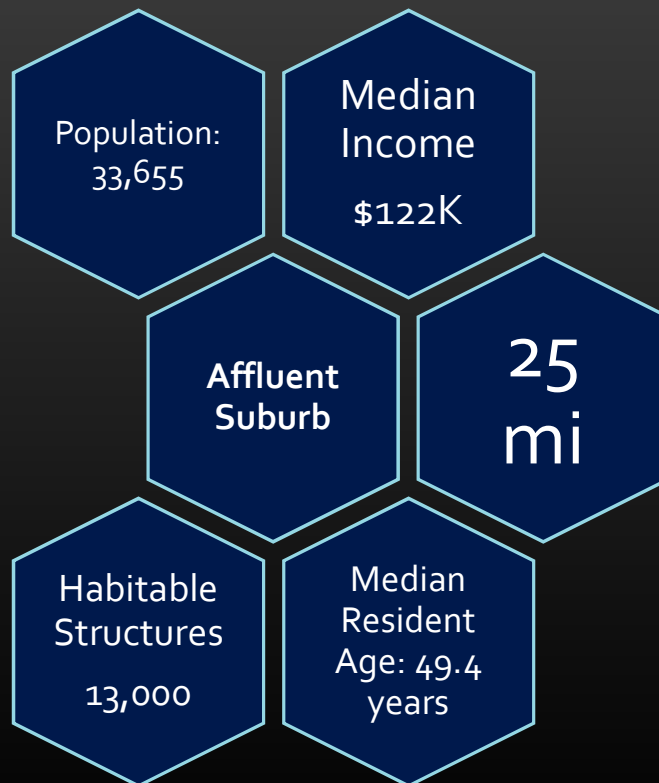 Population:
33,655
Median
Income
$122K
Affluent
Suburb
25
mi
Habitable
Structures
13,000
Median
Resident
Age: 49.4
years